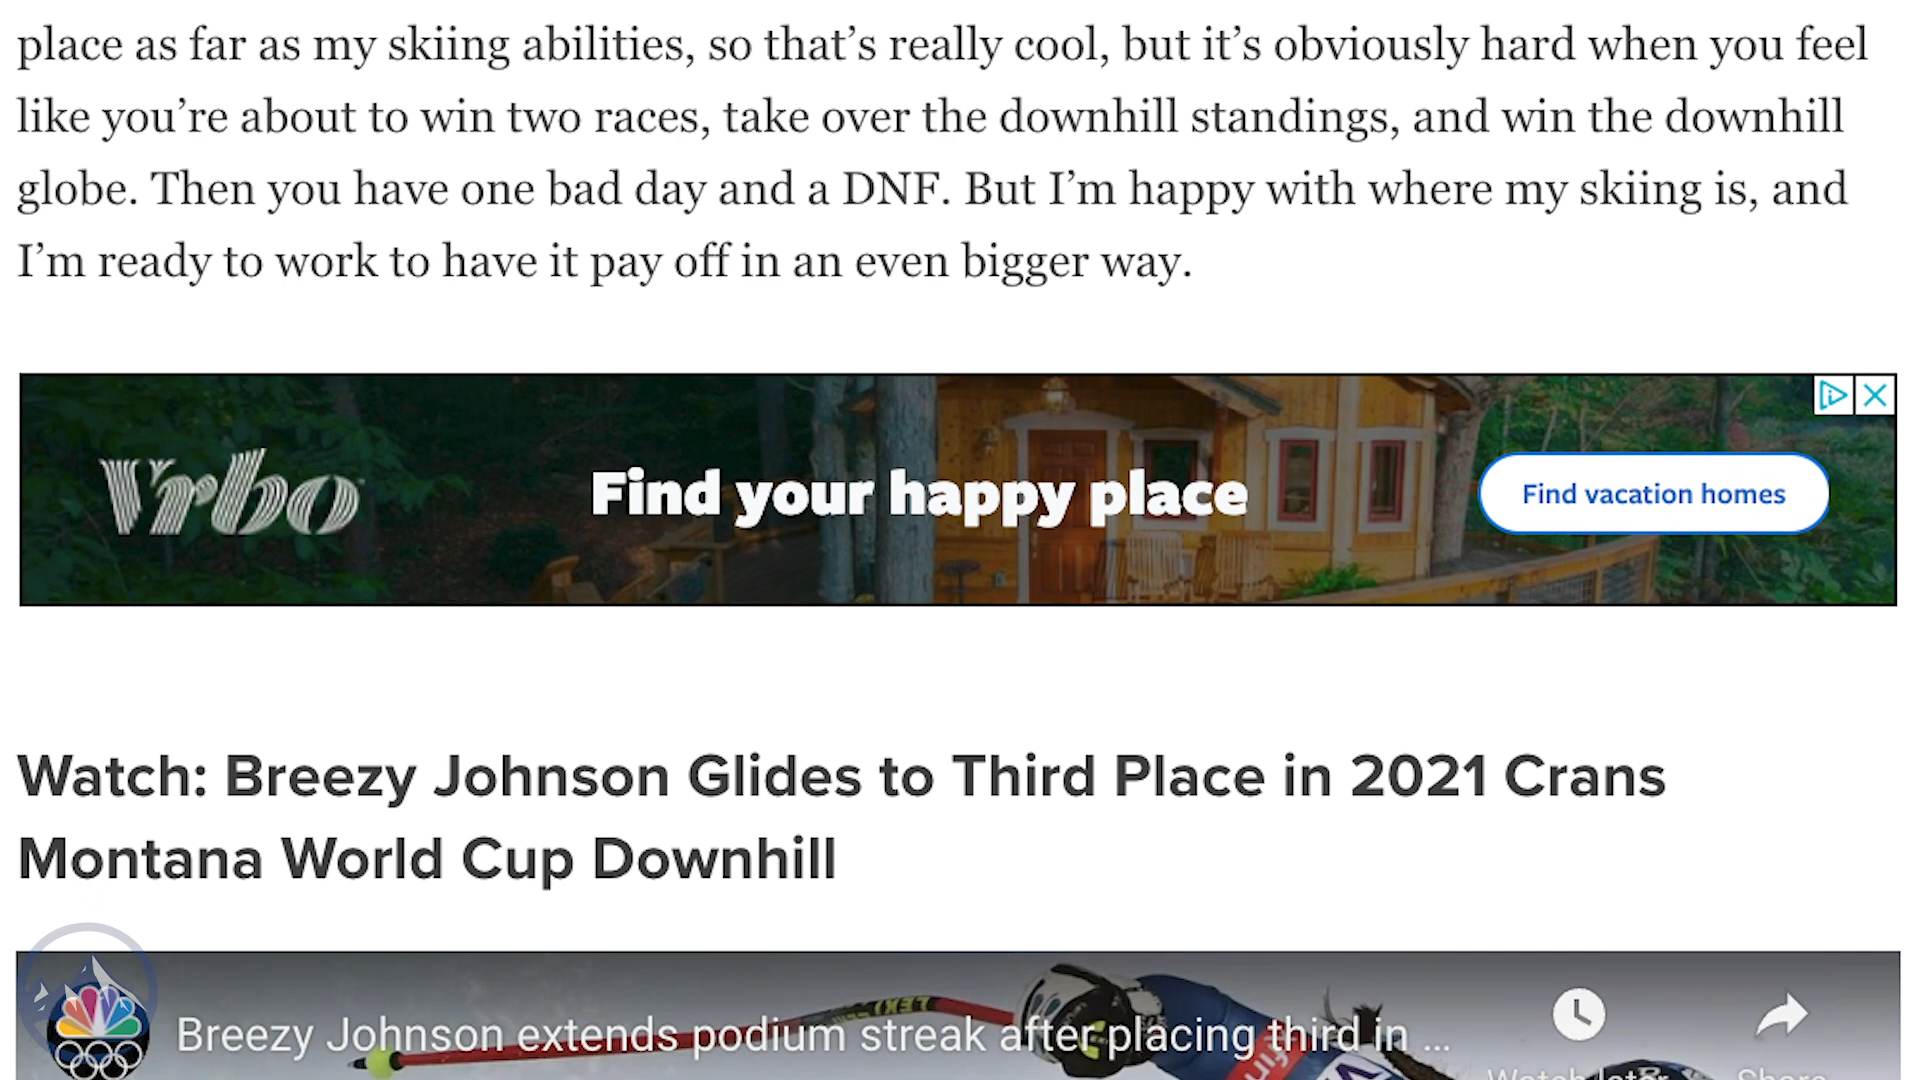 place as far as my skiing abilities, so that’s really cool, but it’s obviously hard when you feel
like you’re about to win two races, take over the downhill standings, and win the downhill
globe. Then you have one bad day and a DNF. But I’m happy with where my skiing is, and
I’m ready to work to have it pay off in an even bigger way.
Vrbo
Find your happy place
Find vacation homes
Watch: Breezy Johnson Glides to Third Place in 2021 Crans
Montana World Cup Downhill
Breezy Johnson extends podium streak after placing third in ...
LEKI
Watch later
Share